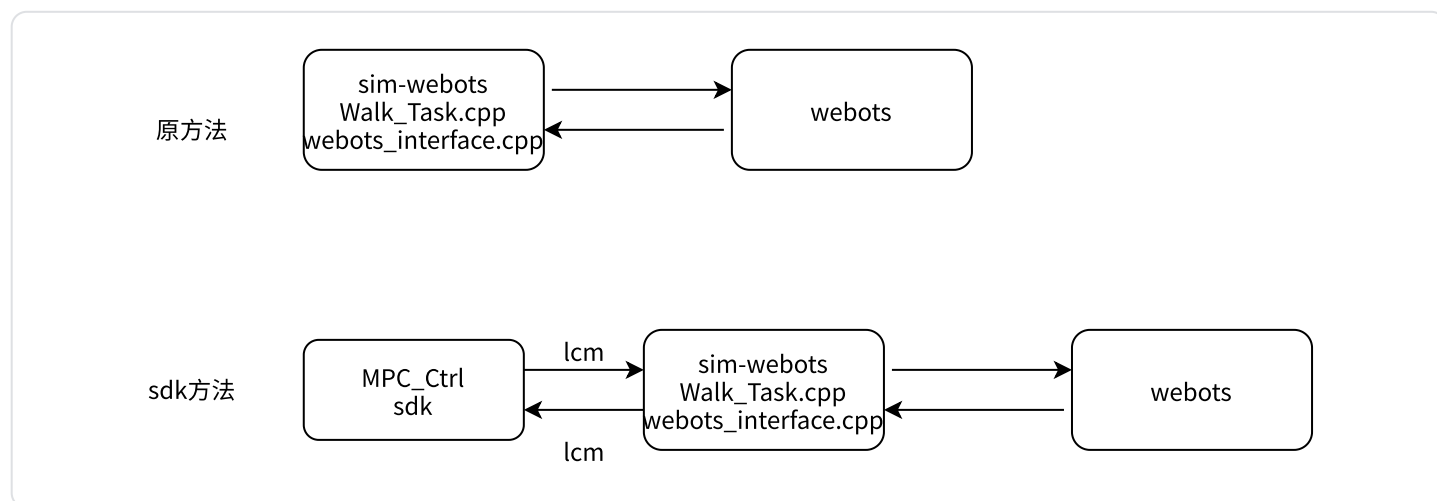 原方法
sim-webots
Walk_Task.cpp
webots_interface.cpp
webots
sdk方法
MPC_Ctrl
sdk
lcm
lcm
sim-webots
Walk_Task.cpp
webots_interface.cpp
webots